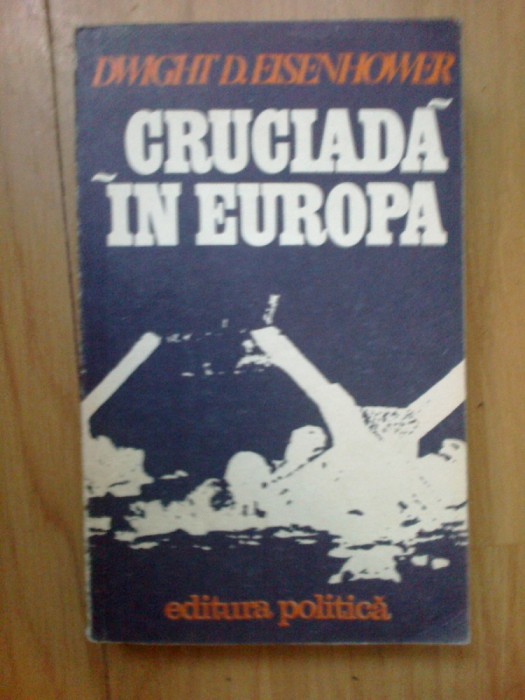 DWIGHT D. EISENHOWER
CRUCIADĂ
ÎN EUROPA
editura politică